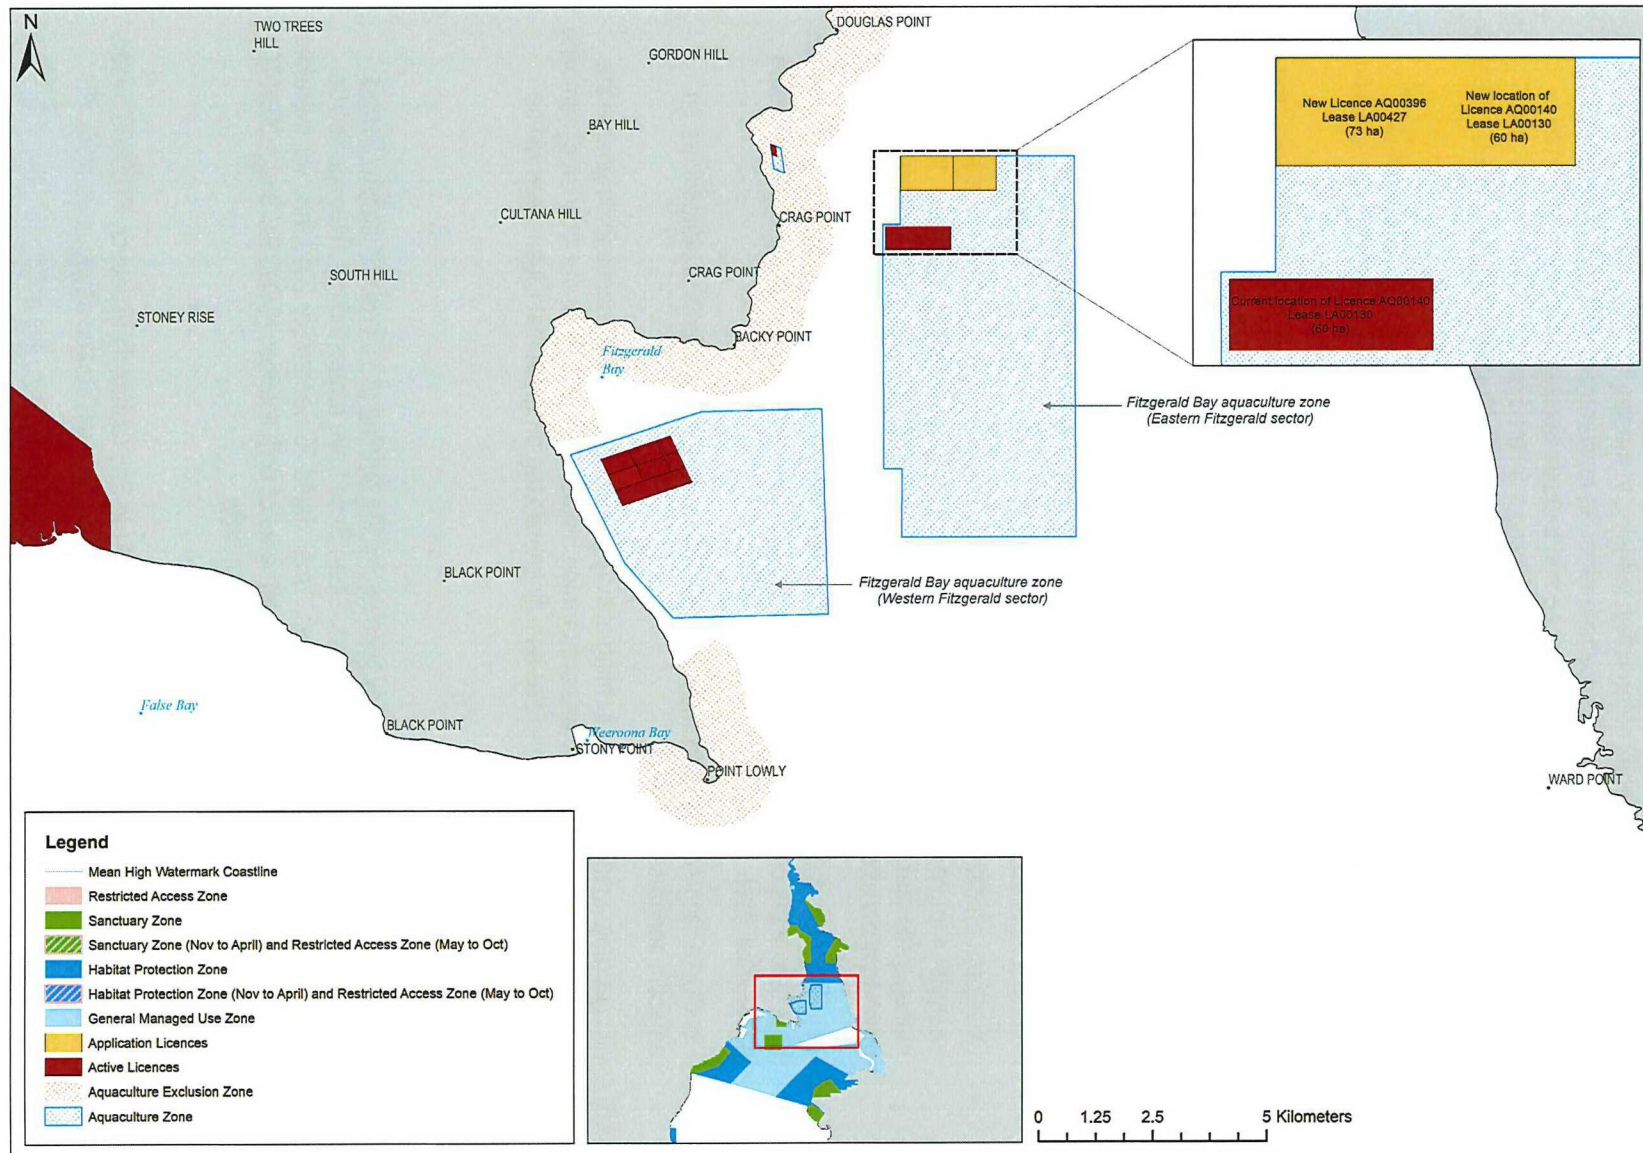 N
TWO TREES
HILL
DOUGLAS POINT
GORDON HILL
BAY HILL
CULTANA HILL
CRAG POINT
SOUTH HILL
CRAG POINT
STONEY RISE
BACKY POINT
Fitzgerald
Bay
New Licence AQ00396
Lease LA00427
(73 ha)
New location of
Licence AQ00140
Lease LA00130
(60 ha)
Current location of Licence AQ00140
Lease LA00130
(60 ha)
Fitzgerald Bay aquaculture zone
(Eastern Fitzgerald sector)
BLACK POINT
Fitzgerald Bay aquaculture zone
(Western Fitzgerald sector)
False Bay
BLACK POINT
Weeroona Bay
STONY POINT
POINT LOWLY
WARD POINT
Legend
Mean High Watermark Coastline
Restricted Access Zone
Sanctuary Zone
Sanctuary Zone (Nov to April) and Restricted Access Zone (May to Oct)
Habitat Protection Zone
Habitat Protection Zone (Nov to April) and Restricted Access Zone (May to Oct)
General Managed Use Zone
Application Licences
Active Licences
Aquaculture Exclusion Zone
Aquaculture Zone
0 1.25 2.5 5 Kilometers